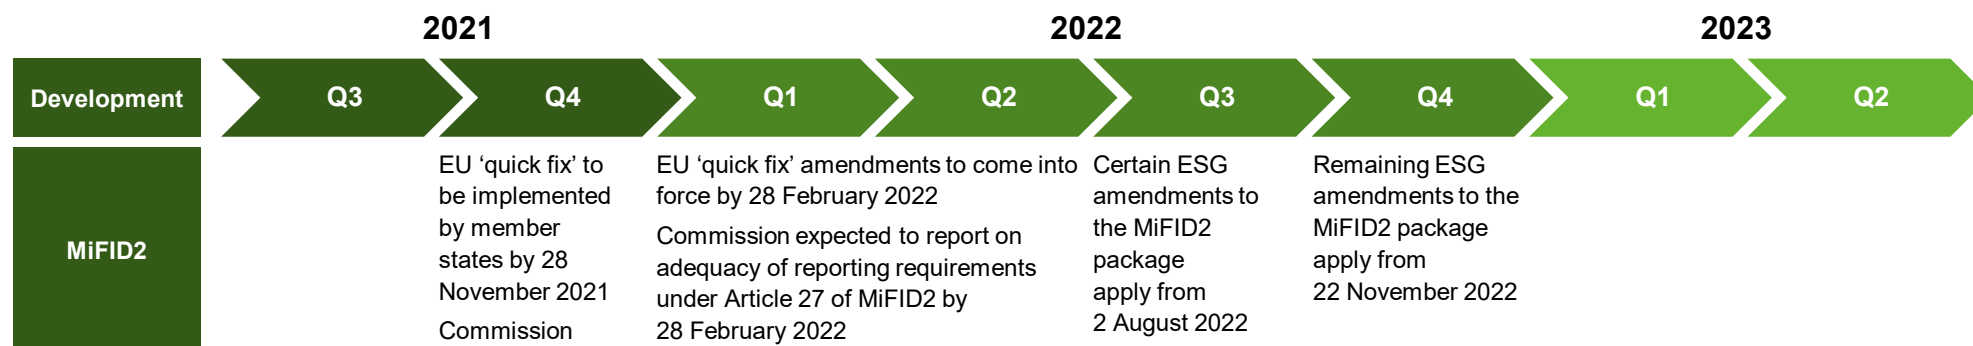 2021
2022
2023
Development
Q3
Q4
Q1
Q2
Q3
Q4
Q1
Q2
MiFID2
EU ‘quick fix’ to
be implemented
by member
states by 28
November 2021
Commission
EU ‘quick fix’ amendments to come into
force by 28 February 2022
Commission expected to report on
adequacy of reporting requirements
under Article 27 of MiFID2 by
28 February 2022
Certain ESG
amendments to
the MiFID2
package
apply from
2 August 2022
Remaining ESG
amendments to the
MiFID2 package
apply from
22 November 2022